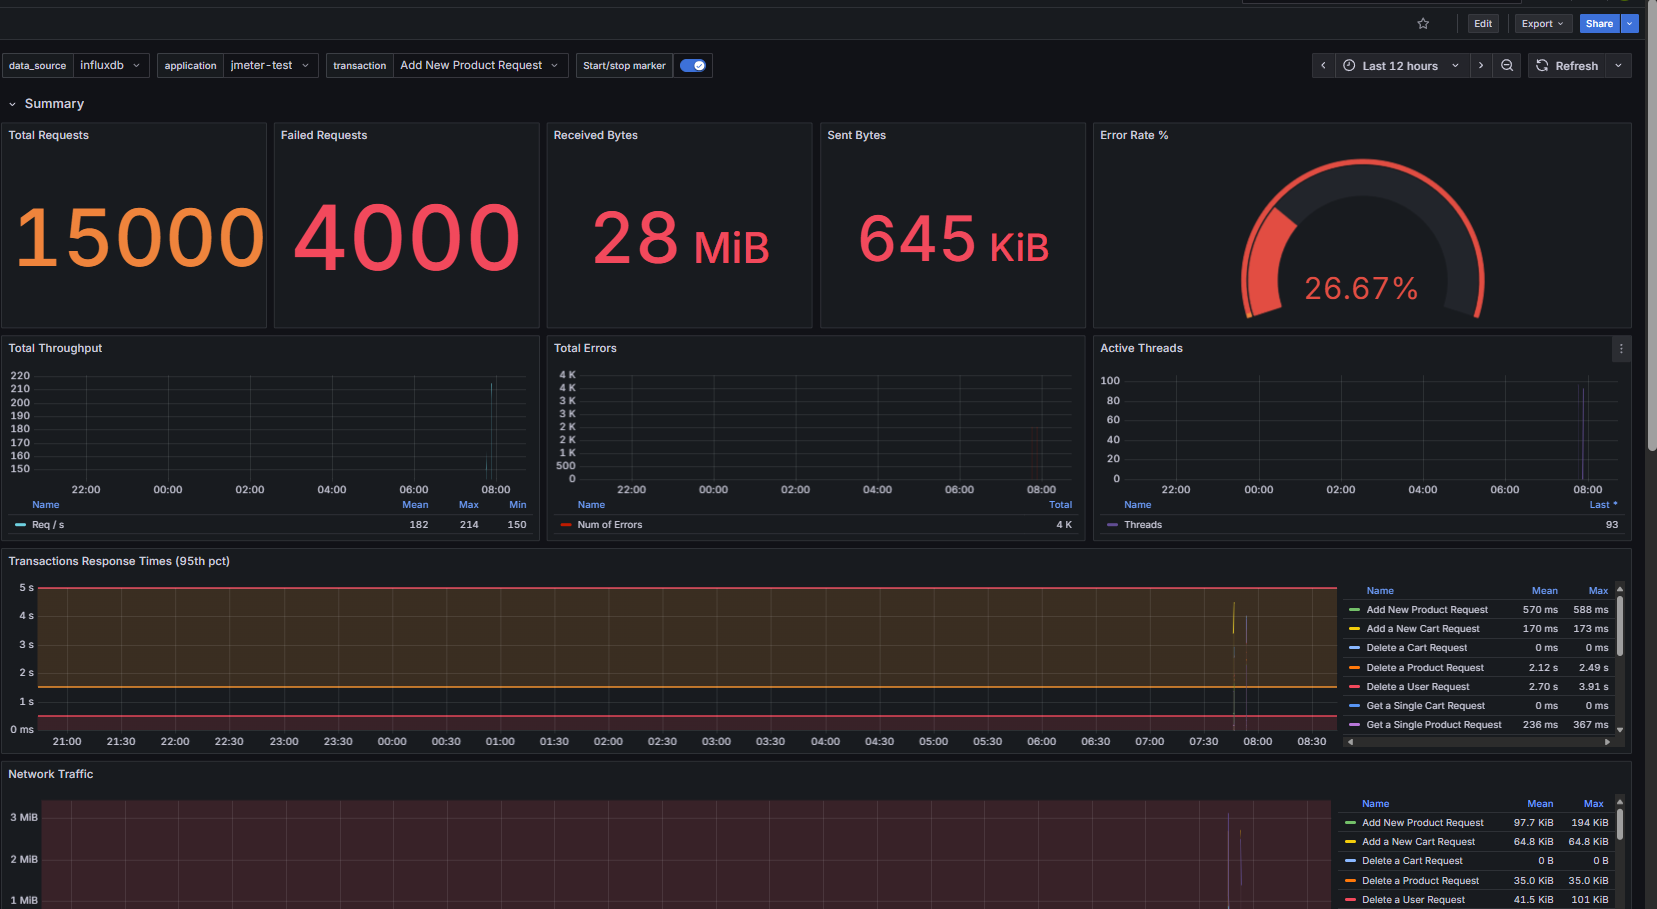 Edit Export Share
data_source influxdb application jmeter-test transaction Add New Product Request Start/stop marker Last 12 hours Refresh
Summary
Total Requests
15000
Failed Requests
4000
Received Bytes
28 MiB
Sent Bytes
645 KiB
Error Rate %
26.67%
Total Throughput
220
210
200
190
180
170
160
150
22:00 00:00 02:00 04:00 06:00 08:00
Name Mean Max Min
Req / s 182 214 150
Total Errors
4 K
4 K
3 K
3 K
2 K
2 K
1 K
500
0
22:00 00:00 02:00 04:00 06:00 08:00
Name Total
Num of Errors 4 K
Active Threads
100
80
60
40
20
0
22:00 00:00 02:00 04:00 06:00 08:00
Name Last *
Threads 93
Transactions Response Times (95th pct)
5 s
4 s
3 s
2 s
1 s
0 ms
21:00 21:30 22:00 22:30 23:00 23:30 00:00 00:30 01:00 01:30 02:00 02:30 03:00 03:30 04:00 04:30 05:00 05:30 06:00 06:30 07:00 07:30 08:00 08:30
Name Mean Max
Add New Product Request 570 ms 588 ms
Add a New Cart Request 170 ms 173 ms
Delete a Cart Request 0 ms 0 ms
Delete a Product Request 2.12 s 2.49 s
Delete a User Request 2.70 s 3.91 s
Get a Single Cart Request 0 ms 0 ms
Get a Single Product Request 236 ms 367 ms
Network Traffic
3 MiB
2 MiB
1 MiB
Name Mean Max
Add New Product Request 97.7 KiB 194 KiB
Add a New Cart Request 64.8 KiB 64.8 KiB
Delete a Cart Request 0 B 0 B
Delete a Product Request 35.0 KiB 35.0 KiB
Delete a User Request 41.5 KiB 101 KiB